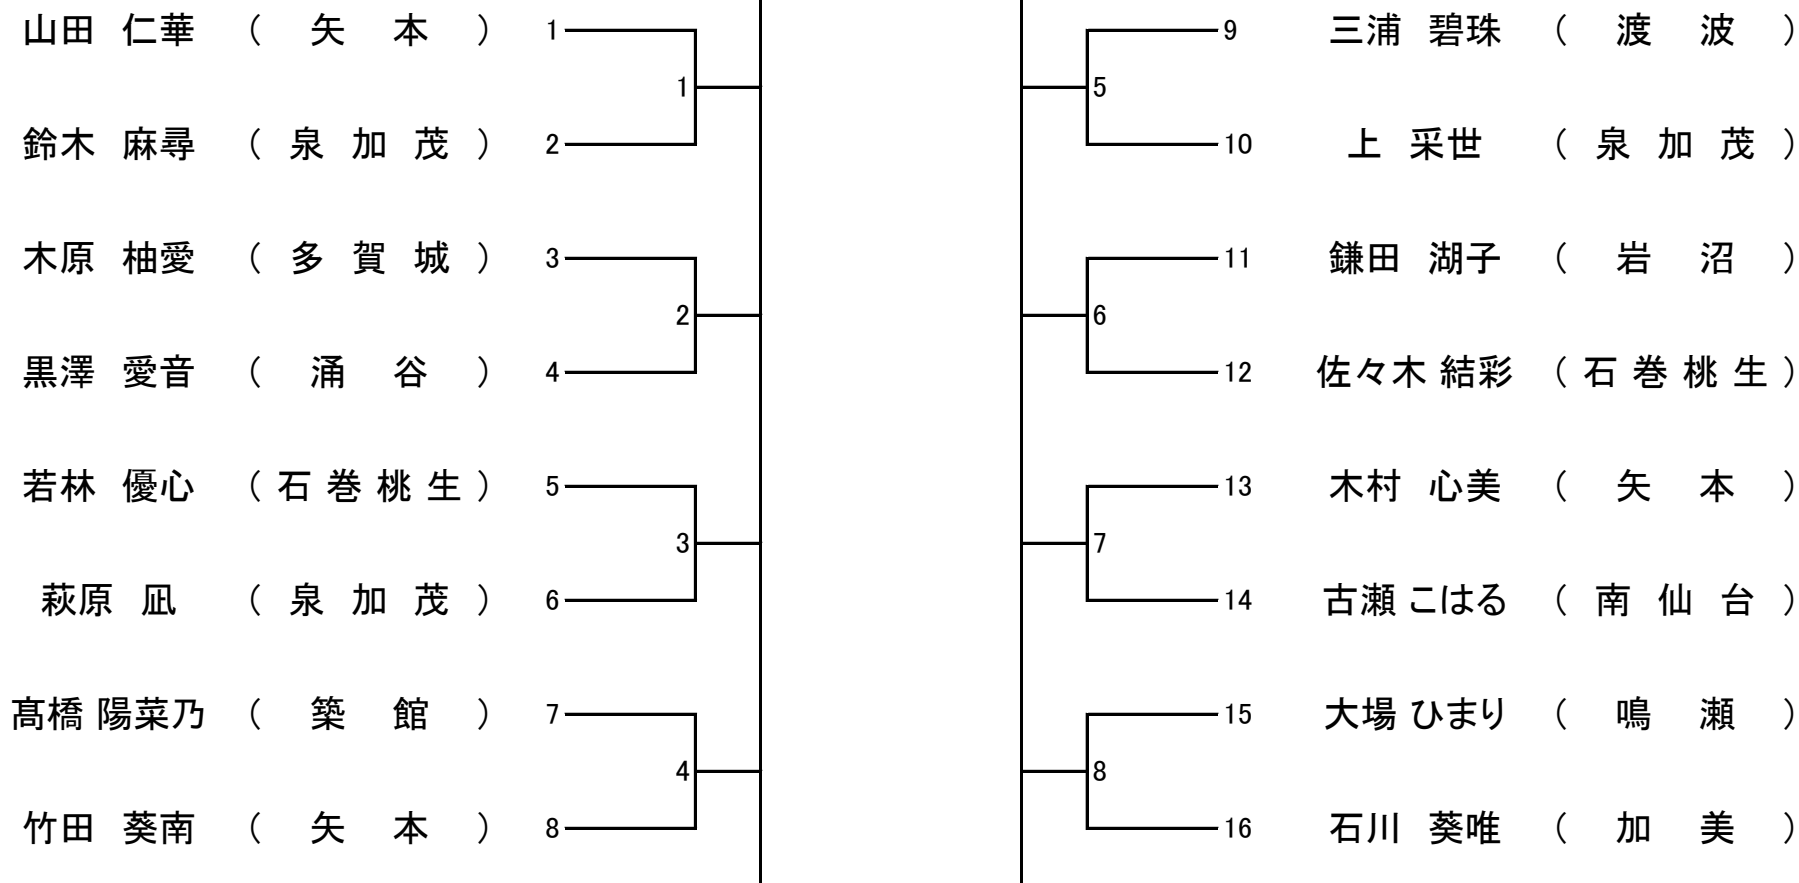 山田 仁華 （ 矢 本 ） 1 9 三浦 碧珠 （ 渡 波 ）
1 5
鈴木 麻尋 （ 泉 加 茂 ） 2 10 上 采世 （ 泉 加 茂 ）
木原 柚愛 （ 多 賀 城 ） 3 11 鎌田 湖子 （ 岩 沼 ）
2 6
黒澤 愛音 （ 涌 谷 ） 4 12 佐々木 結彩 （ 石 巻 桃 生 ）
若林 優心 （ 石 巻 桃 生 ） 5 13 木村 心美 （ 矢 本 ）
3 7
萩原 凪 （ 泉 加 茂 ） 6 14 古瀬 こはる （ 南 仙 台 ）
髙橋 陽菜乃 （ 築 館 ） 7 15 大場 ひまり （ 鳴 瀬 ）
4 8
竹田 葵南 （ 矢 本 ） 8 16 石川 葵唯 （ 加 美 ）